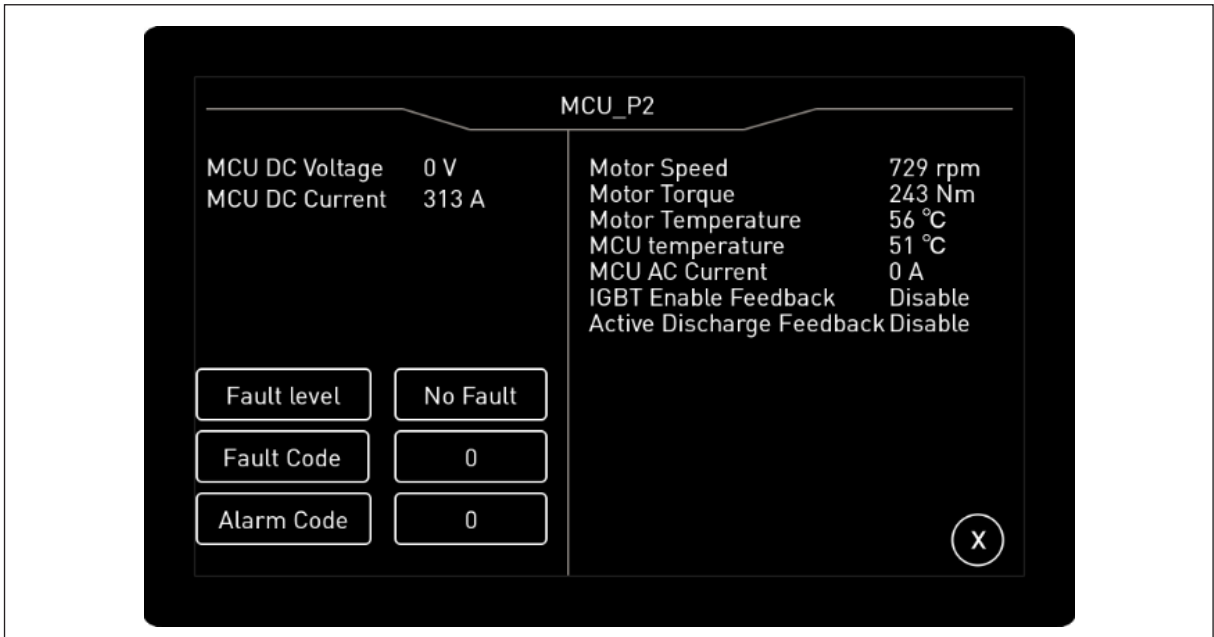 MCU_P2
MCU DC Voltage 0 V
MCU DC Current 313 A
Motor Speed 729 rpm
Motor Torque 243 Nm
Motor Temperature 56 ℃
MCU temperature 51 ℃
MCU AC Current 0 A
IGBT Enable Feedback Disable
Active Discharge Feedback Disable
Fault level No Fault
Fault Code 0
Alarm Code 0
X